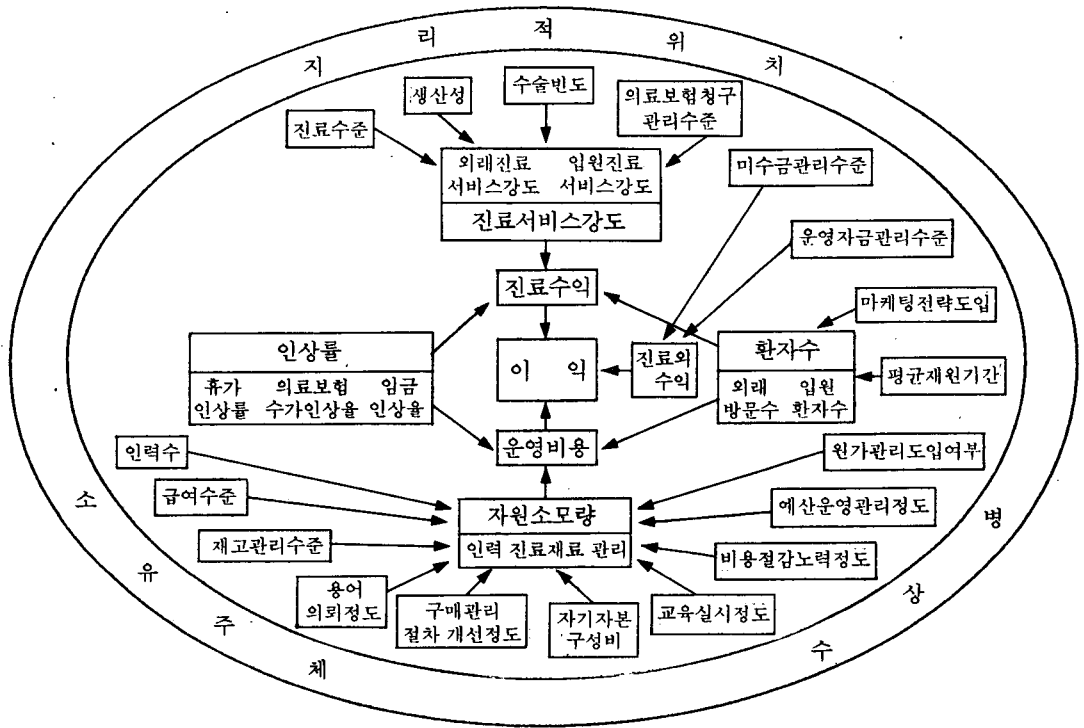 지 리 적 위 치
생산성
수술빈도
의료보험청구
관리수준
진료수준
외래진료 입원진료
서비스강도 서비스강도
진료서비스강도
미수금관리수준
운영자금관리수준
진료수익
마케팅전략도입
인상률
휴가 의료보험 임금
인상률 수가인상율 인상율
이 익
진료외
수익
환자수
외래 입원
방문수 환자수
평균재원기간
운영비용
인력수
급여수준
재고관리수준
용어
의뢰정도
구매관리
절차 개선정도
자원소모량
인력 진료재료 관리
자기자본
구성비
교육실시정도
비용절감노력정도
예산운영관리정도
원가관리도입여부
소 유 주 체
병 상 수